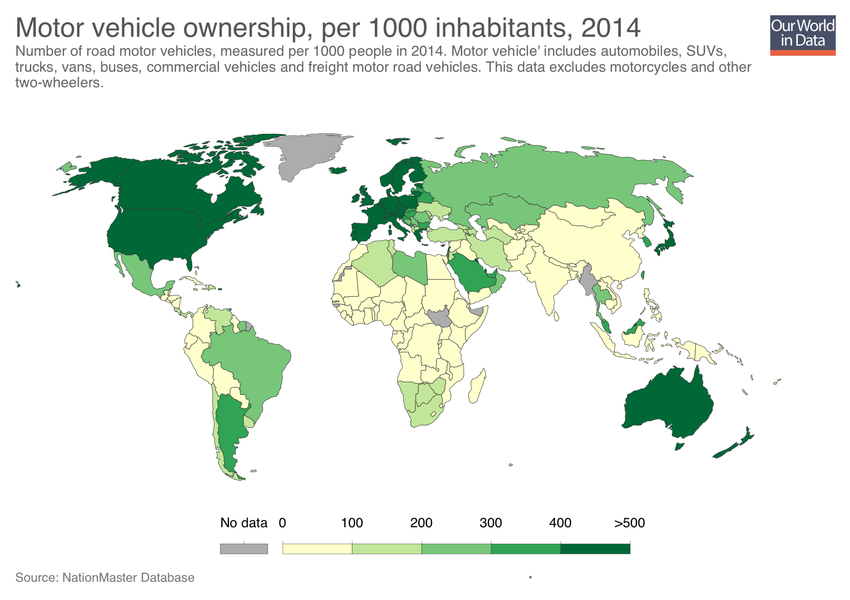 Motor vehicle ownership, per 1000 inhabitants, 2014
Our World
in Data
Number of road motor vehicles, measured per 1000 people in 2014. Motor vehicle' includes automobiles, SUVs,
trucks, vans, buses, commercial vehicles and freight motor road vehicles. This data excludes motorcycles and other
two-wheelers.
No data 0 100 200 300 400 >500
Source: NationMaster Database